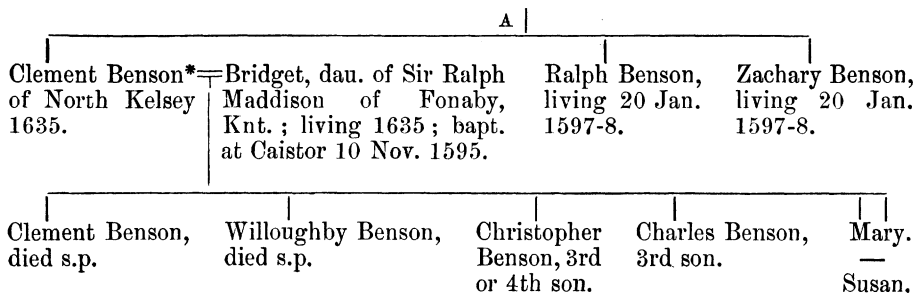 A
Clement Benson*
of North Kelsey
1635.
Bridget, dau. of Sir Ralph
Maddison of Fonaby,
Knt. ; living 1635 ; bapt.
at Caistor 10 Nov. 1595.
Ralph Benson,
living 20 Jan.
1597-8.
Zachary Benson,
living 20 Jan.
1597-8.
Clement Benson,
died s.p.
Willoughby Benson,
died s.p.
Christopher
Benson, 3rd
or 4th son.
Charles Benson,
3rd son.
Mary.
—
Susan.